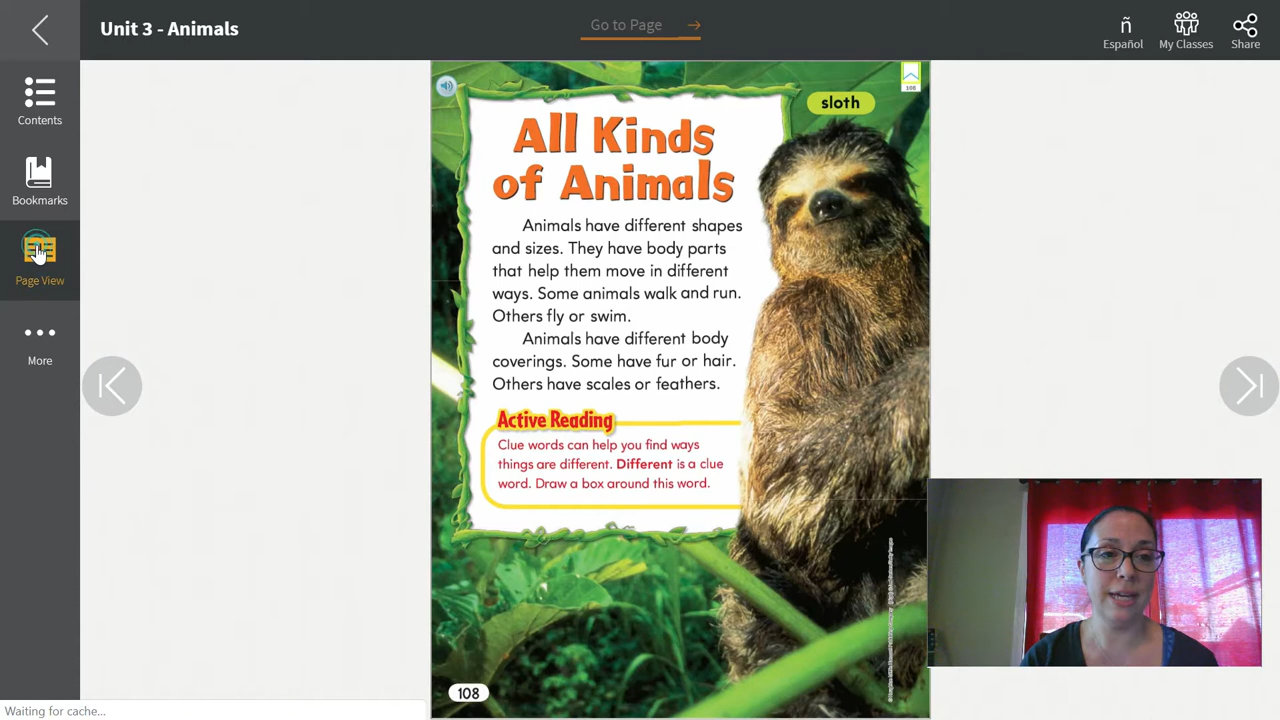 Unit 3 - Animals
Go to Page
ñ
Español
My Classes
Share
Contents
Bookmarks
Page View
More
108
sloth
All Kinds
of Animals
Animals have different shapes
and sizes. They have body parts
that help them move in different
ways. Some animals walk and run.
Others fly or swim.
Animals have different body
coverings. Some have fur or hair.
Others have scales or feathers.
Active Reading
Clue words can help you find ways
things are different. Different is a clue
word. Draw a box around this word.
108
Waiting for cache...